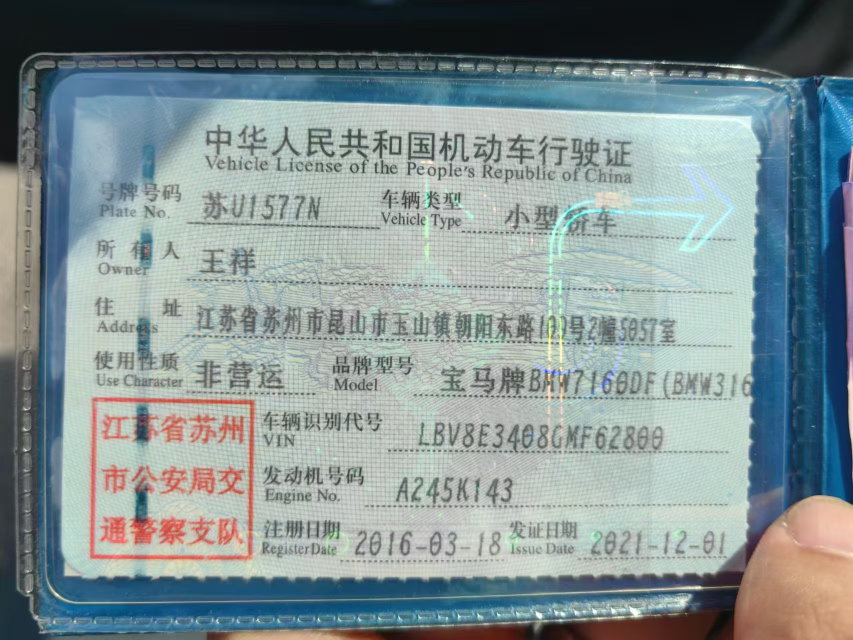 中华人民共和国机动车行驶证
Vehicle License of the People's Republic of China
号牌号码 苏U1577N 车辆类型 小型轿车
Plate No. Vehicle Type
所有人 王祥
Owner
住址 江苏省苏州市昆山市玉山镇朝阳东路109号2幢5057室
Address
使用性质 非营运 品牌型号 宝马牌BMW7160DF(BMW316
Use Character Model
江苏省苏州 车辆识别代号 LBV8E3408GMF62800
VIN
市公安局交 发动机号码 A245K143
Engine No.
通警察支队 注册日期 2016-03-18 发证日期 2021-12-01
Register Date Issue Date